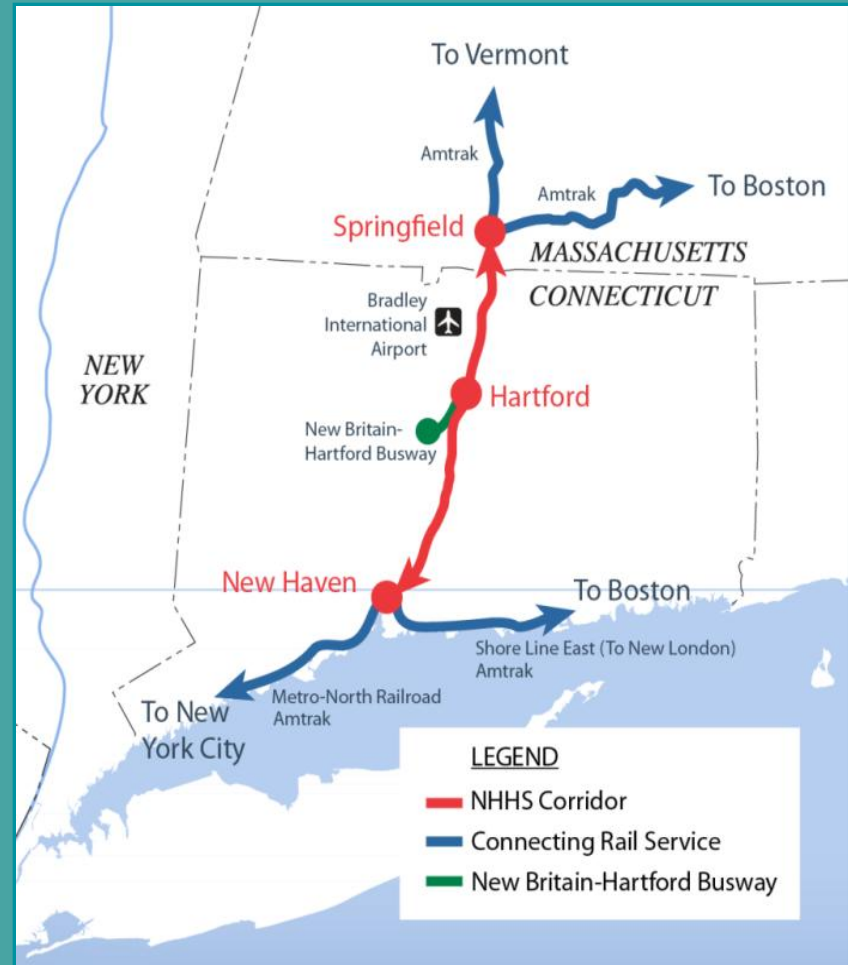 To Vermont
Amtrak
Amtrak
To Boston
Springfield
MASSACHUSETTS
CONNECTICUT
Bradley
International
Airport
NEW
YORK
Hartford
New Britain-
Hartford Busway
New Haven
To Boston
Shore Line East (To New London)
Amtrak
Metro-North Railroad
Amtrak
To New
York City
LEGEND
NHHS Corridor
Connecting Rail Service
New Britain-Hartford Busway